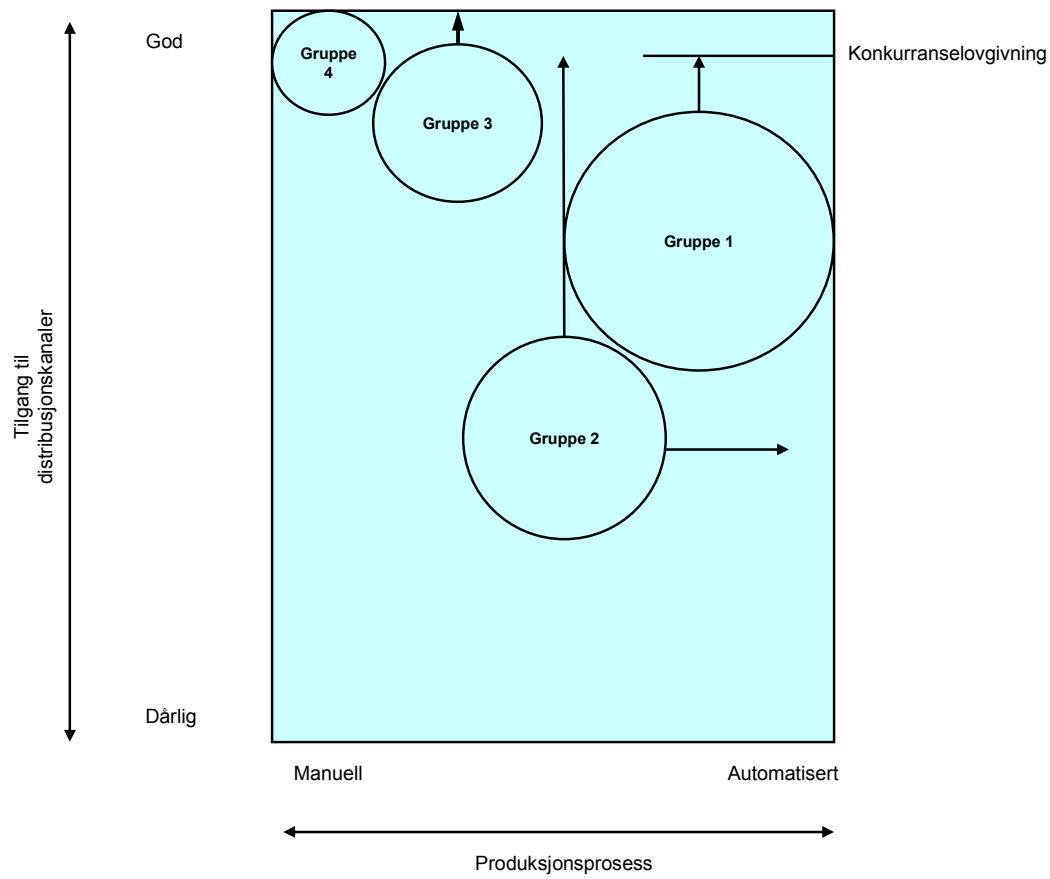 God
Konkurranselovgivning
Gruppe
4
Gruppe 3
Gruppe 1
Gruppe 2
Tilgang til
distribusjonskanaler
Dårlig
Manuell
Automatisert
Produksjonsprosess